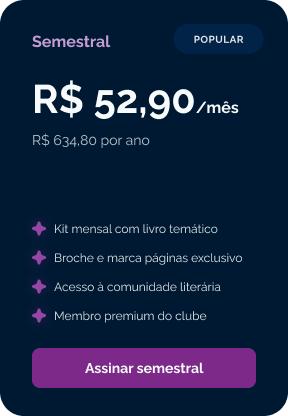 Semestral
POPULAR
R$ 52,90/mês
R$ 634,80 por ano
Kit mensal com livro temático
Broche e marca páginas exclusivo
Acesso à comunidade literária
Membro premium do clube
Assinar semestral